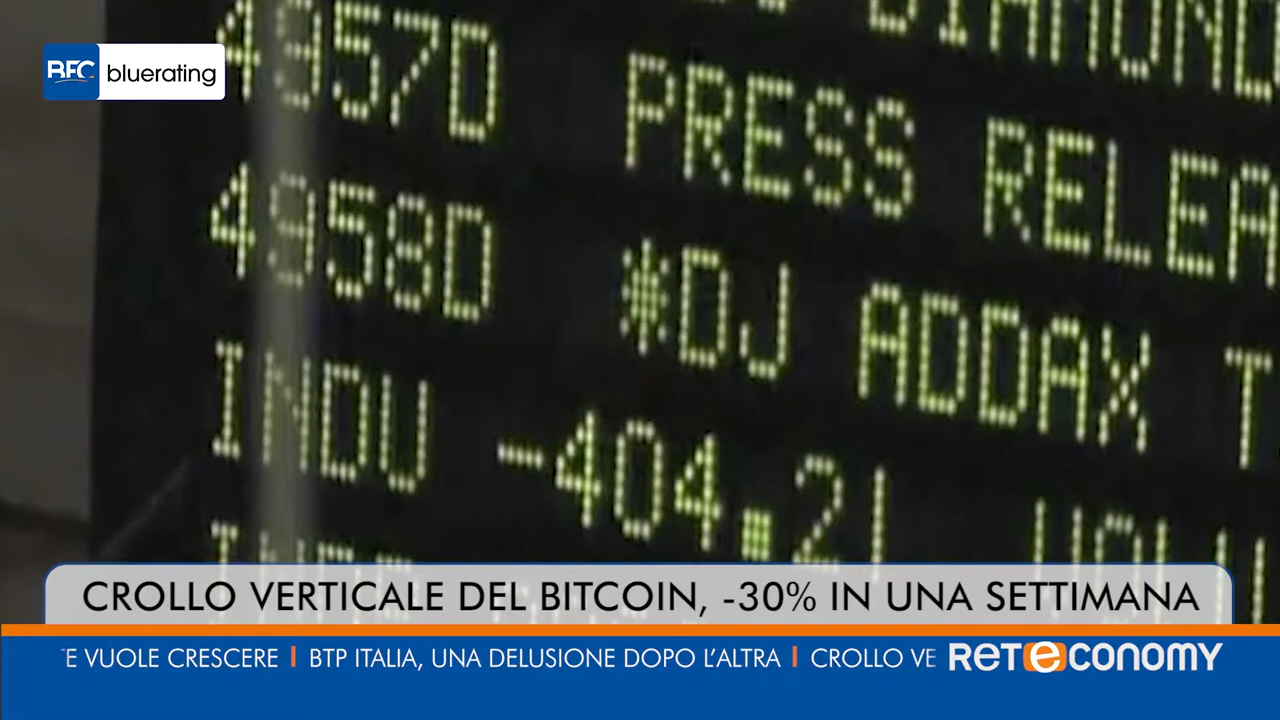 BFC bluerating
DIAMOND
4957D PRESS RELEA
4958D *DJ ADDAX T
INDU -404.21
CROLLO VERTICALE DEL BITCOIN, -30% IN UNA SETTIMANA
E VUOLE CRESCERE | BTP ITALIA, UNA DELUSIONE DOPO L'ALTRA | CROLLO VE
RETECONOMY